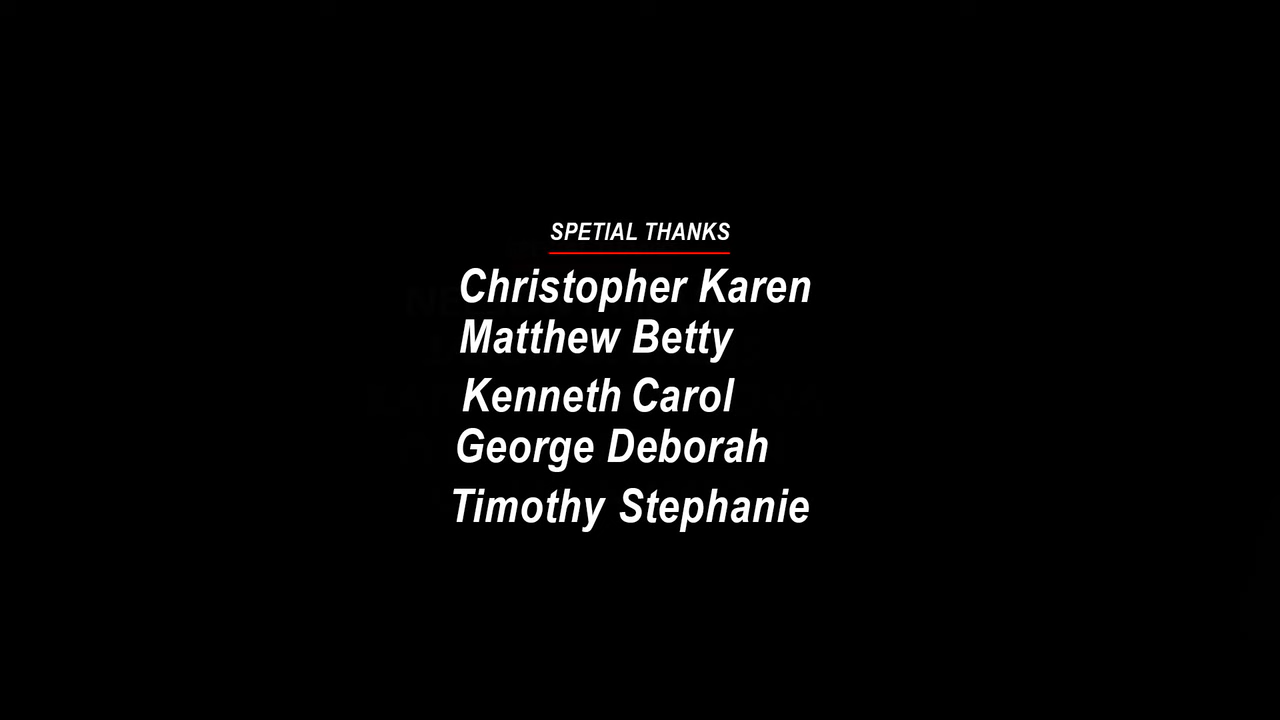 SPETIAL THANKS
Christopher Karen
Matthew Betty
Kenneth Carol
George Deborah
Timothy Stephanie